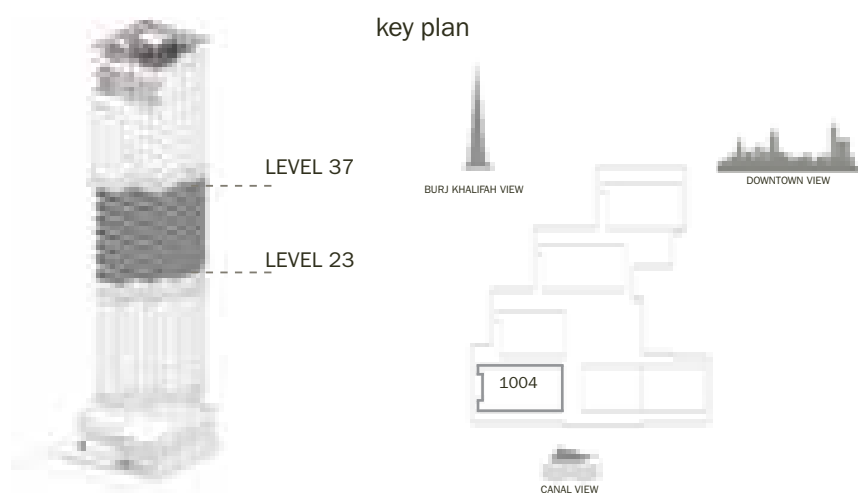 key plan
LEVEL 37
LEVEL 23
BURJ KHALIFAH VIEW
DOWNTOWN VIEW
1004
CANAL VIEW